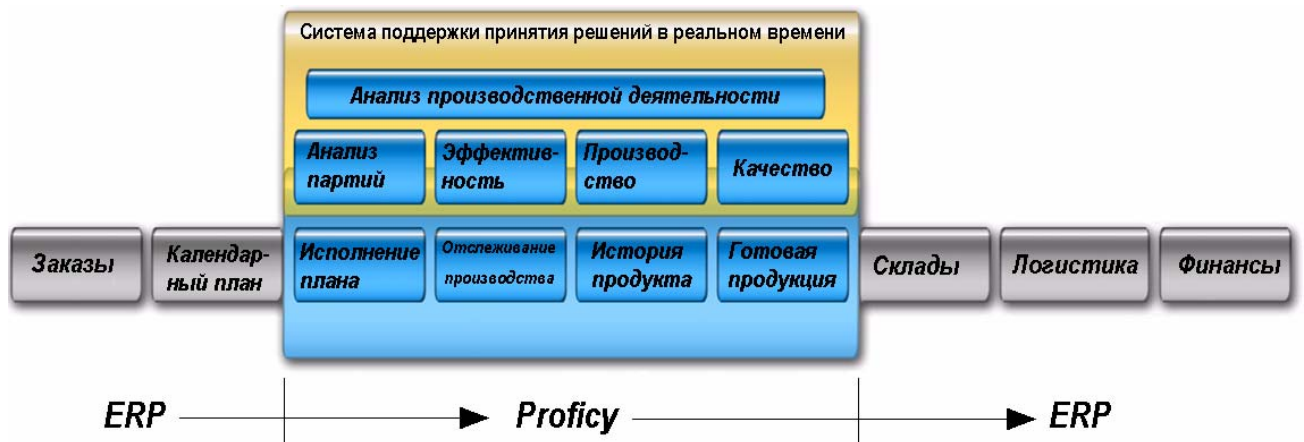 Система поддержки принятия решений в реальном времени
Анализ производственной деятельности
Анализ
партий
Эффектив-
ность
Производ-
ство
Качество
Заказы
Календар-
ный план
Исполнение
плана
Отслеживание
производства
История
продукта
Готовая
продукция
Склады
Логистика
Финансы
ERP
Proficy
ERP